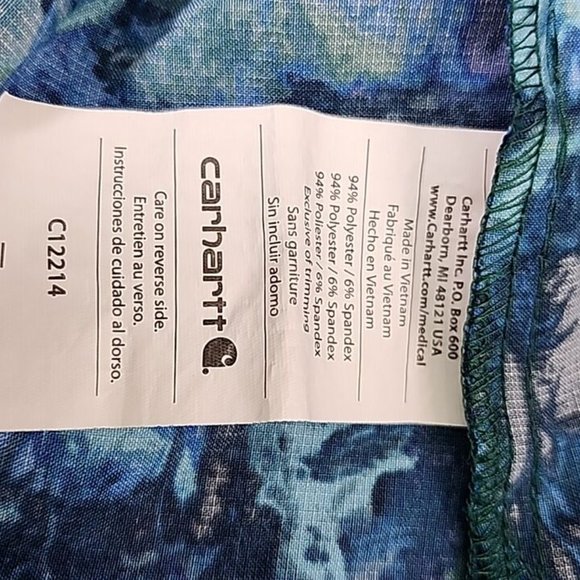 Carhartt Inc. P.O. Box 600
Dearborn, MI 48121 USA
www.Carhartt.com/medical
Made in Vietnam
Fabriqué au Vietnam
Hecho en Vietnam
94% Polyester / 6% Spandex
94% Polyester / 6% Spandex
94% Poliester / 6% Spandex
Exclusive of trimming
Sans garniture
Sin incluir adorno
carhartt
Care on reverse side.
Entretien au verso.
Instrucciones de cuidado al dorso.
C12214